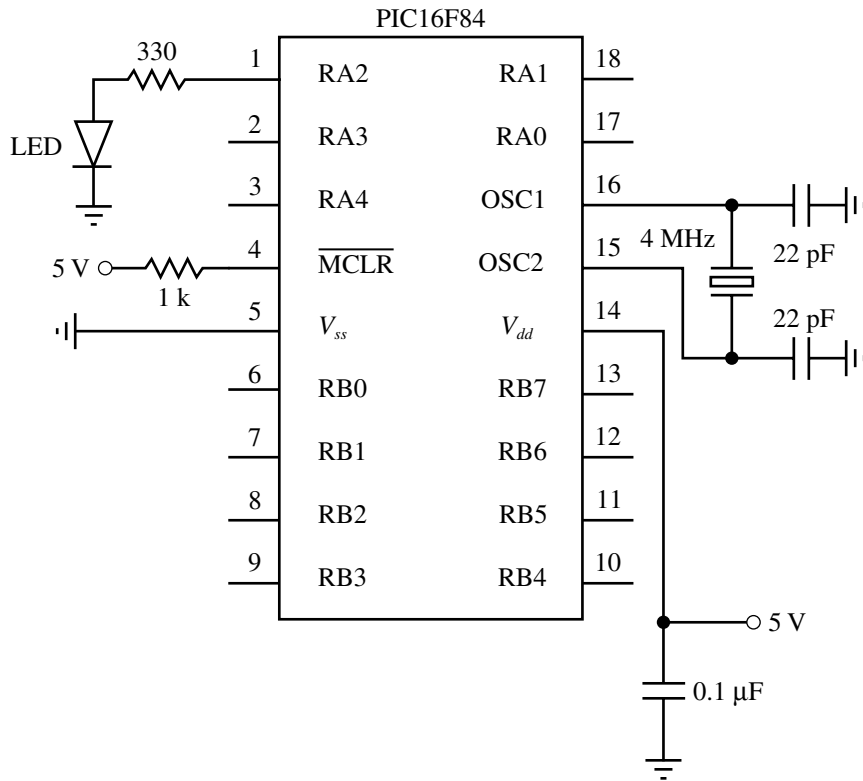 PIC16F84
330
1
RA2
RA1
18
LED
2
RA3
RA0
17
3
RA4
OSC1
16
5 V
1 k
4
MCLR
OSC2
15
4 MHz
22 pF
5
Vss
Vdd
14
22 pF
6
RB0
RB7
13
7
RB1
RB6
12
8
RB2
RB5
11
9
RB3
RB4
10
5 V
0.1 μF